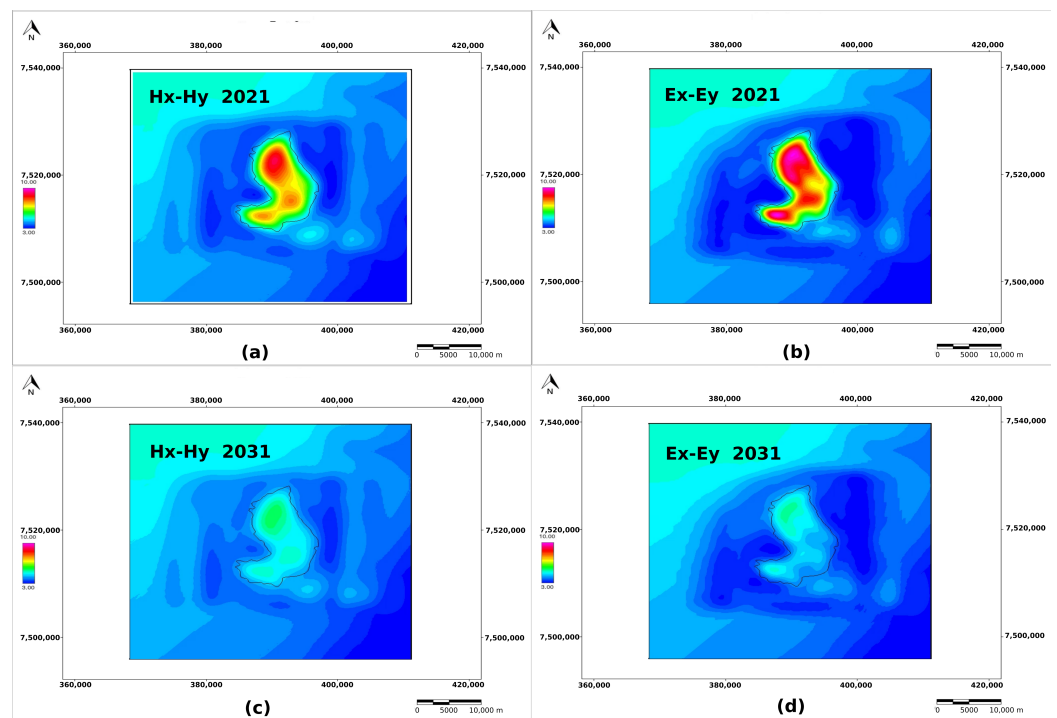 N
360,000 380,000 400,000 420,000
7,540,000 7,540,000
Hx-Hy 2021
7,520,000 7,520,000
10.00
3.00
7,500,000 7,500,000
360,000 380,000 400,000 420,000
0 5000 10,000 m
(a)
N
360,000 380,000 400,000 420,000
7,540,000 7,540,000
Ex-Ey 2021
7,520,000 7,520,000
10.00
3.00
7,500,000 7,500,000
360,000 380,000 400,000 420,000
0 5000 10,000 m
(b)
N
360,000 380,000 400,000 420,000
7,540,000 7,540,000
Hx-Hy 2031
7,520,000 7,520,000
10.00
3.00
7,500,000 7,500,000
360,000 380,000 400,000 420,000
0 5000 10,000 m
(c)
N
360,000 380,000 400,000 420,000
7,540,000 7,540,000
Ex-Ey 2031
7,520,000 7,520,000
10.00
3.00
7,500,000 7,500,000
360,000 380,000 400,000 420,000
0 5000 10,000 m
(d)